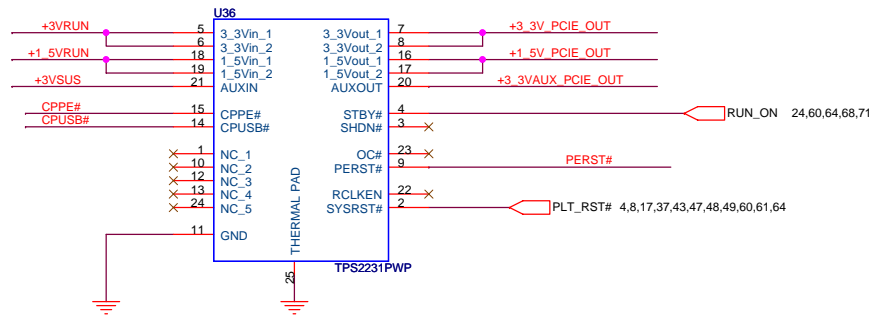 U36
+3VRUN 5 3_3Vin_1 3_3Vout_1 7 +3_3V_PCIE_OUT
6 3_3Vin_2 3_3Vout_2 8
+1_5VRUN 18 1_5Vin_1 1_5Vout_1 16 +1_5V_PCIE_OUT
19 1_5Vin_2 1_5Vout_2 17
+3VSUS 21 AUXIN AUXOUT 20 +3_3VAUX_PCIE_OUT
CPPE# 15 CPPE# STBY# 4 RUN_ON 24,60,64,68,71
CPUSB# 14 CPUSB# SHDN# 3
1 NC_1 OC# 23
10 NC_2 PERST# 9 PERST#
12 NC_3
13 NC_4 RCLKEN 22
24 NC_5 SYSRST# 2 PLT_RST# 4,8,17,37,43,47,48,49,60,61,64
11 GND
THERMAL PAD
25
TPS2231PWP